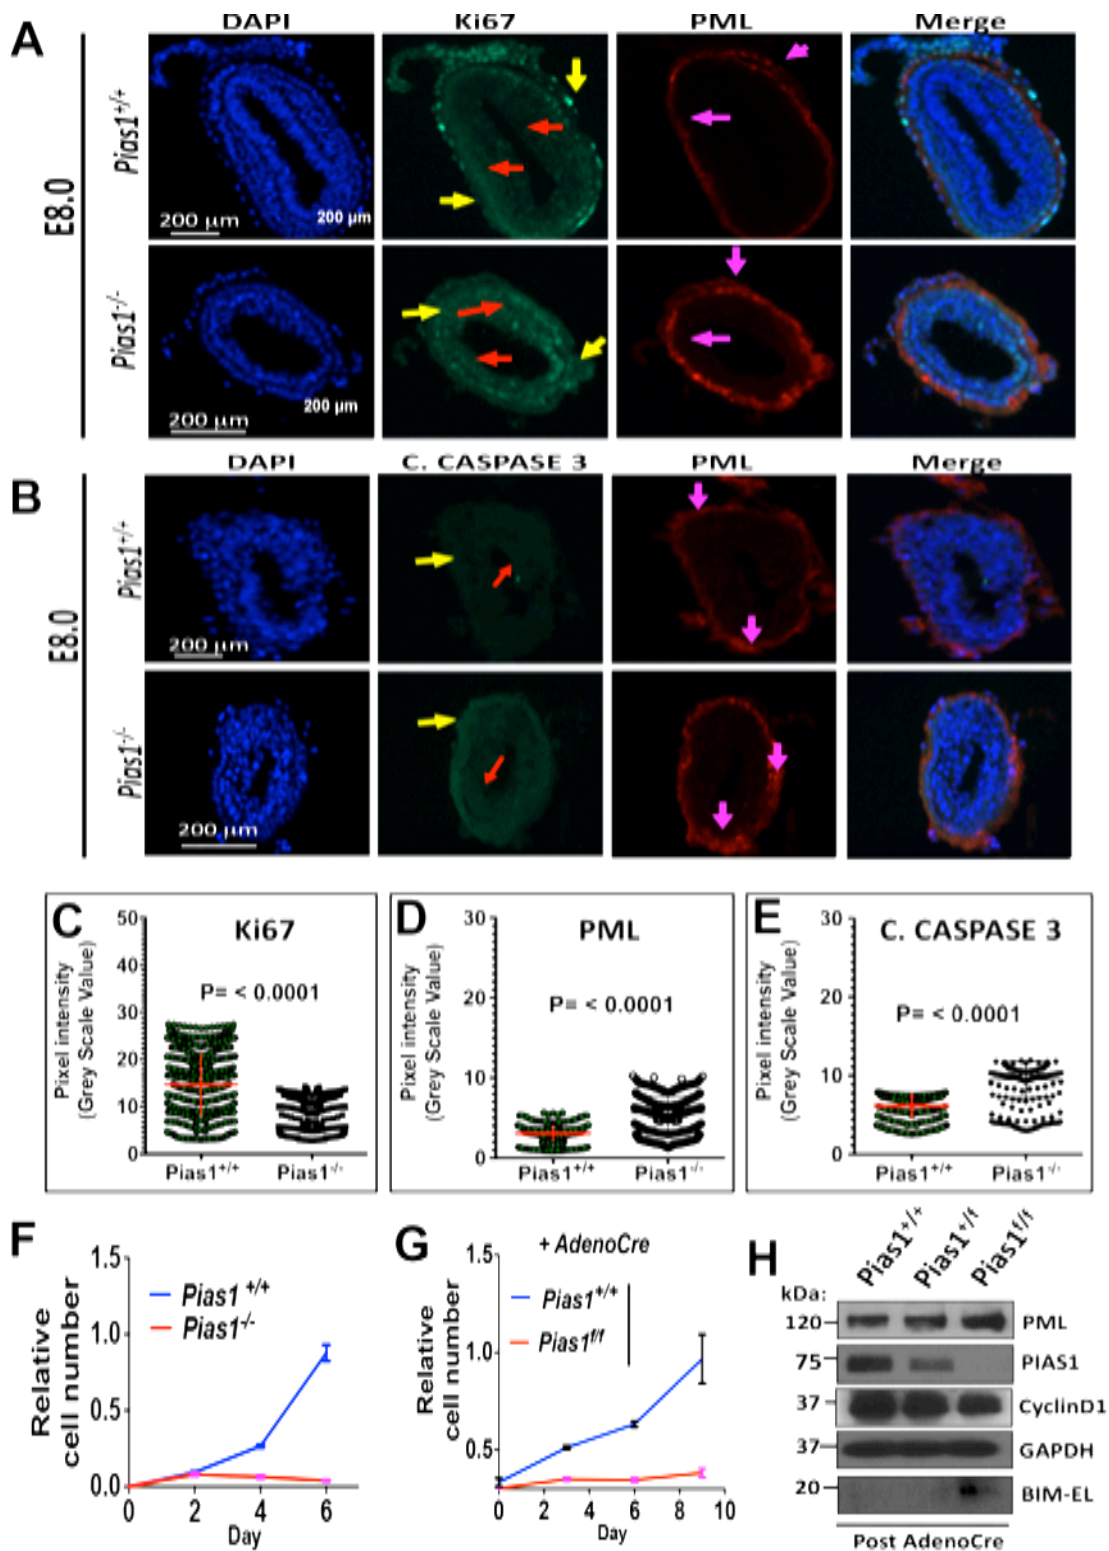 A
DAPI Ki67 PML Merge
E8.0
Pias1+/+
200 µm 200 µm
Pias1-/-
200 µm 200 µm
B
DAPI C. CASPASE 3 PML Merge
E8.0
Pias1+/+
200 µm
Pias1-/-
200 µm
C
Ki67
Pixel intensity
(Grey Scale Value)
50
40
30
20
10
0
P= < 0.0001
Pias1+/+ Pias1-/-
D
PML
Pixel intensity
(Grey Scale Value)
30
20
10
0
P= < 0.0001
Pias1+/+ Pias1-/-
E
C. CASPASE 3
Pixel intensity
(Grey Scale Value)
30
20
10
0
P= < 0.0001
Pias1+/+ Pias1-/-
F
Relative
cell number
1.5
1.0
0.5
0.0
Pias1 +/+
Pias1-/-
0 2 4 6
Day
G
+ AdenoCre
Relative
cell number
1.5
1.0
0.5
Pias1+/+
Pias1f/f
0 2 4 6 8 10
Day
H
Pias1+/+ Pias1+/f Pias1f/f
kDa:
120 PML
75 PIAS1
37 CyclinD1
37 GAPDH
20 BIM-EL
Post AdenoCre